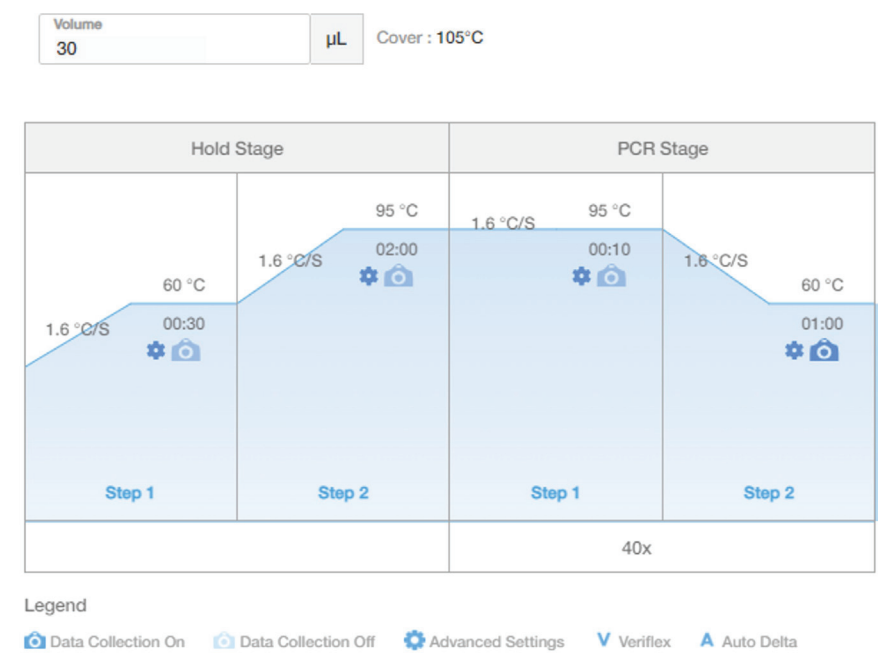 Volume
30
µL
Cover : 105°C
Hold Stage
PCR Stage
95 °C
1.6 °C/S
95 °C
1.6 °C/S
02:00
00:10
1.6 °C/S
60 °C
60 °C
1.6 °C/S
00:30
01:00
Step 1
Step 2
Step 1
Step 2
40x
Legend
Data Collection On
Data Collection Off
Advanced Settings
V Veriflex
A Auto Delta